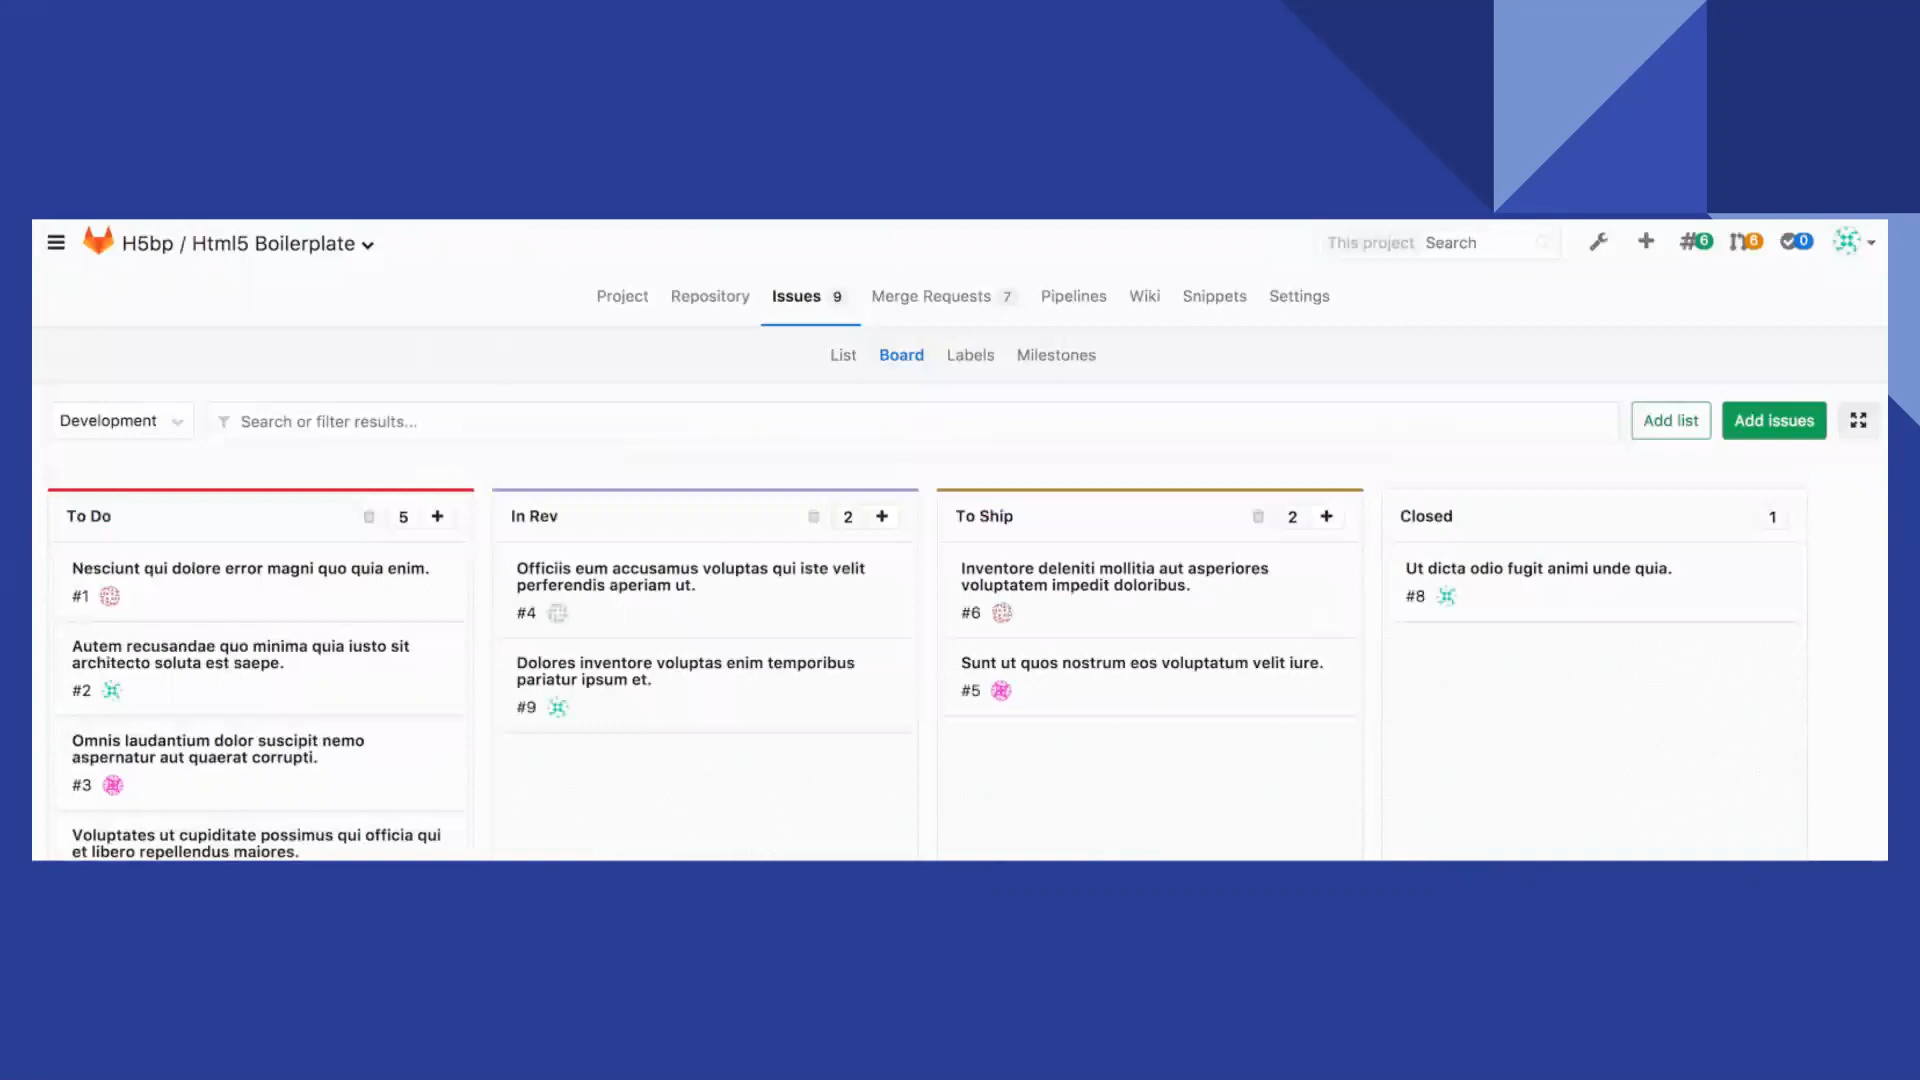 H5bp / Html5 Boilerplate
This project Search
#6
6
0
Project Repository Issues 9 Merge Requests 7 Pipelines Wiki Snippets Settings
List Board Labels Milestones
Development
Search or filter results...
Add list
Add issues
To Do 5
Nesciunt qui dolore error magni quo quia enim.
#1
Autem recusandae quo minima quia iusto sit
architecto soluta est saepe.
#2
Omnis laudantium dolor suscipit nemo
aspernatur aut quaerat corrupti.
#3
Voluptates ut cupiditate possimus qui officia qui
et libero repellendus maiores.
In Rev 2
Officiis eum accusamus voluptas qui iste velit
perferendis aperiam ut.
#4
Dolores inventore voluptas enim temporibus
pariatur ipsum et.
#9
To Ship 2
Inventore deleniti mollitia aut asperiores
voluptatem impedit doloribus.
#6
Sunt ut quos nostrum eos voluptatum velit iure.
#5
Closed 1
Ut dicta odio fugit animi unde quia.
#8